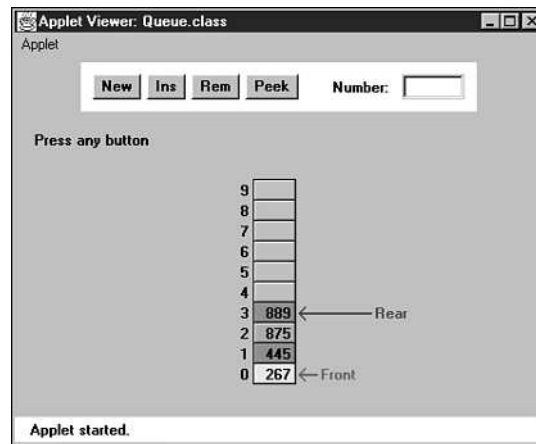 Applet Viewer: Queue.class
Applet
New Ins Rem Peek Number:
Press any button
9
8
7
6
5
4
3 889 Rear
2 875
1 445
0 267 Front
Applet started.